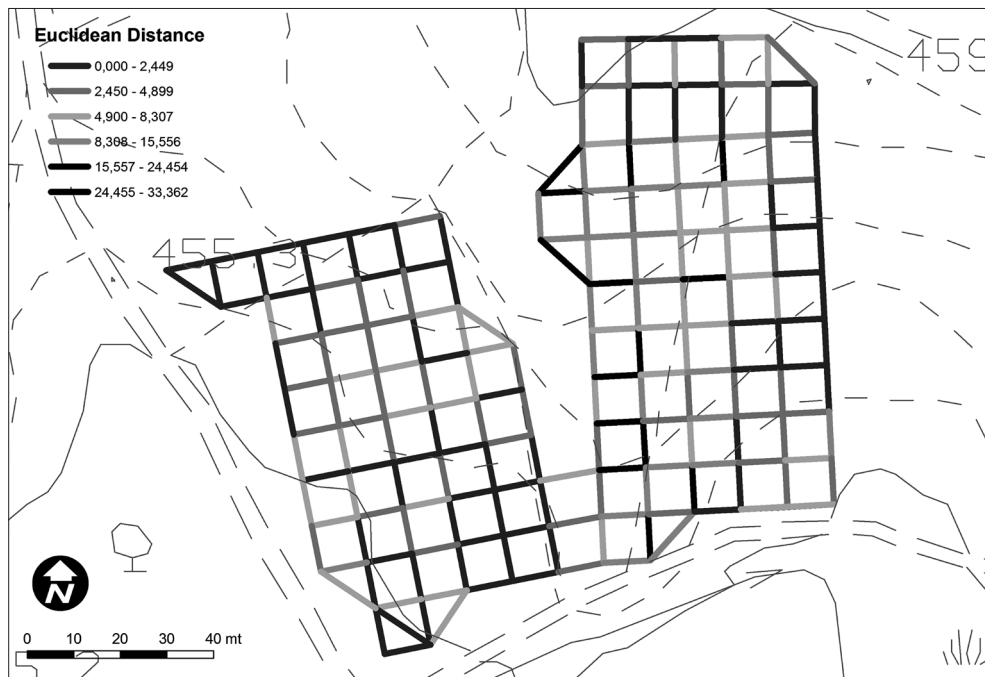 Euclidean Distance
0,000 - 2,449
2,450 - 4,899
4,900 - 8,307
8,308 - 15,556
15,557 - 24,454
24,455 - 33,362
459
455 3
N
0 10 20 30 40 mt